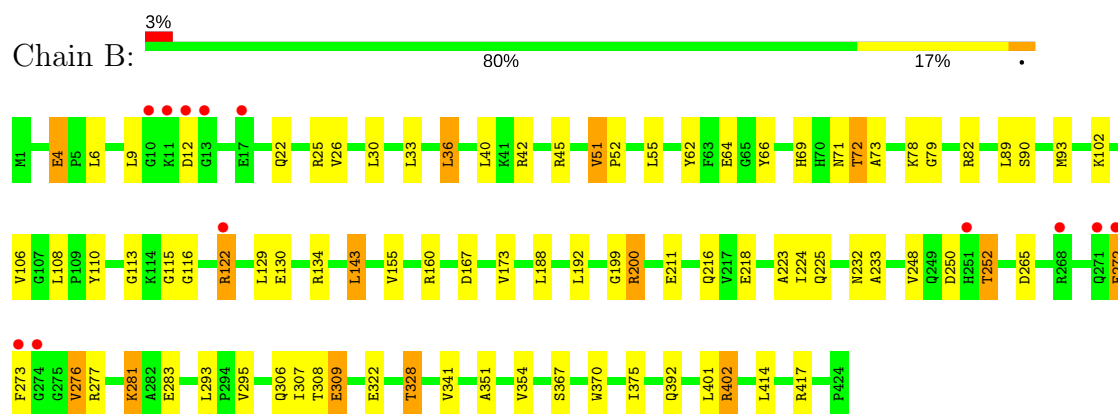 3%
Chain B:
80% 17% •
M1 E4 P5 L6 L9 G10 K11 D12 G13 E17 Q22 R25 V26 L30 L33 L36 L40 K41 R42 R45 V51 P52 L55 Y62 F63 E64 G65 Y66 H69 H70 N71 T72 A73 K78 G79 R82 L89 S90 M93 K102
V106 G107 L108 P109 Y110 G113 K114 G115 G116 R122 L129 E130 R134 L143 V155 R160 D167 V173 L188 L192 G199 R200 E211 Q216 V217 E218 A223 I224 Q225 N232 A233 V248 Q249 D250 H251 T252 D265 R268 Q271 E272
F273 G274 G275 V276 R277 K281 A282 E283 L293 P294 V295 Q306 I307 T308 E309 E322 T328 V341 A351 V354 S367 W370 I375 Q392 L401 R402 L414 R417 P424